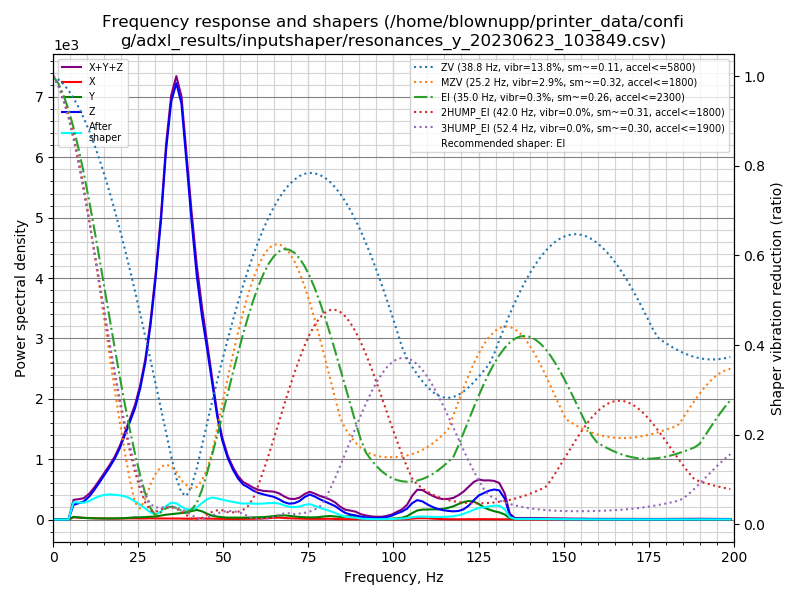 Frequency response and shapers (/home/blownupp/printer_data/confi
g/adxl_results/inputshaper/resonances_y_20230623_103849.csv)
1e3
X+Y+Z
X
Y
Z
After
shaper
ZV (38.8 Hz, vibr=13.8%, sm~=0.11, accel<=5800)
MZV (25.2 Hz, vibr=2.9%, sm~=0.32, accel<=1800)
EI (35.0 Hz, vibr=0.3%, sm~=0.26, accel<=2300)
2HUMP_EI (42.0 Hz, vibr=0.0%, sm~=0.31, accel<=1800)
3HUMP_EI (52.4 Hz, vibr=0.0%, sm~=0.30, accel<=1900)
Recommended shaper: EI
Power spectral density
7
6
5
4
3
2
1
0
1.0
0.8
0.6
0.4
0.2
0.0
Shaper vibration reduction (ratio)
0 25 50 75 100 125 150 175 200
Frequency, Hz